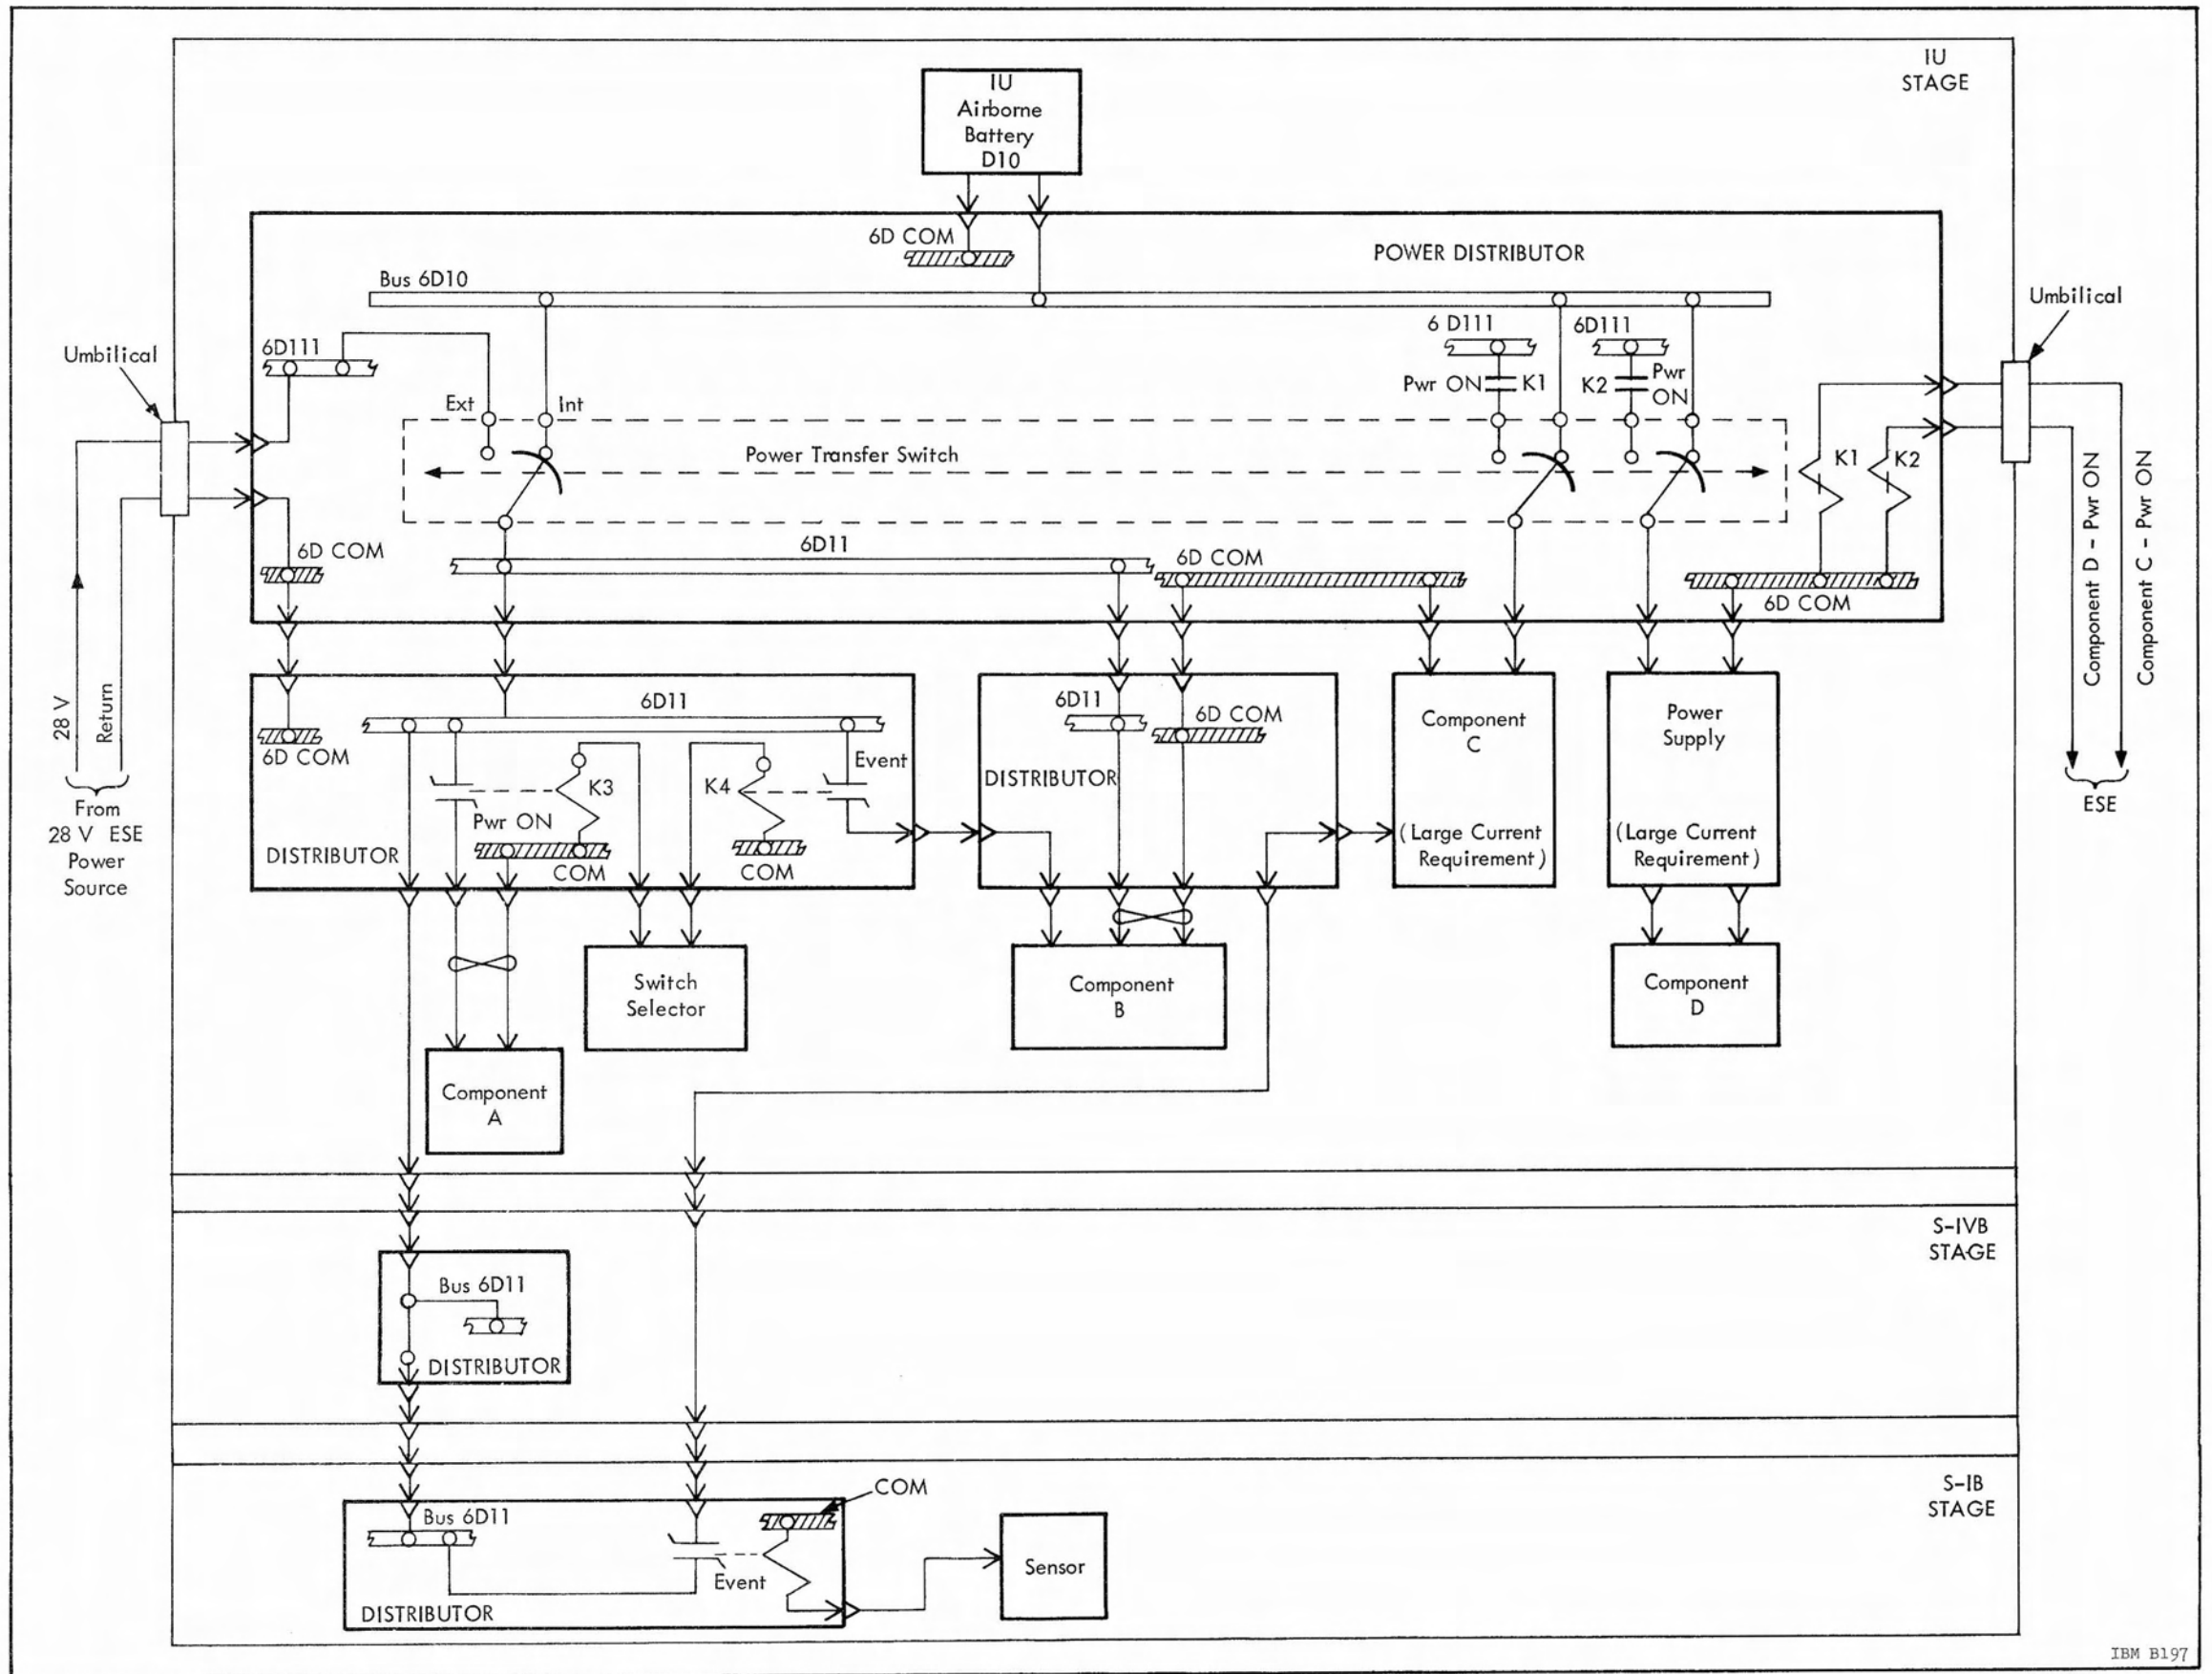 IU
STAGE
IU
Airborne
Battery
D10
6D COM
POWER DISTRIBUTOR
Bus 6D10
Umbilical
6D111
6 D111
6D111
Umbilical
Pwr ON
K1
K2
Pwr
ON
Ext
Int
Power Transfer Switch
K1
K2
6D COM
6D11
6D COM
6D COM
28 V
Return
From
28 V ESE
Power
Source
Component D - Pwr ON
Component C - Pwr ON
ESE
6D COM
6D11
Event
K3
K4
Pwr ON
DISTRIBUTOR
COM
COM
6D11
6D COM
DISTRIBUTOR
Component
C
(Large Current
Requirement)
Power
Supply
(Large Current
Requirement)
Switch
Selector
Component
B
Component
D
Component
A
S-IVB
STAGE
Bus 6D11
DISTRIBUTOR
S-IB
STAGE
COM
Bus 6D11
Event
DISTRIBUTOR
Sensor
IBM B197